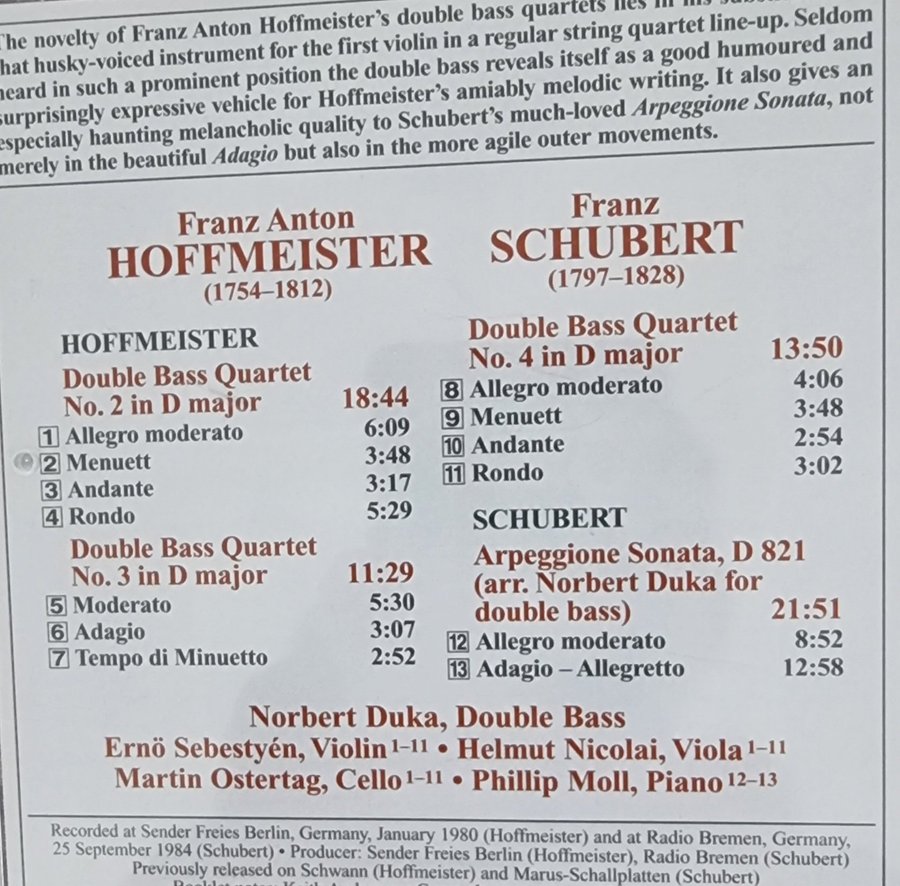 The novelty of Franz Anton Hoffmeister's double bass quartets lies in his
hat husky-voiced instrument for the first violin in a regular string quartet line-up. Seldom
heard in such a prominent position the double bass reveals itself as a good humoured and
surprisingly expressive vehicle for Hoffmeister's amiably melodic writing. It also gives an
especially haunting melancholic quality to Schubert's much-loved Arpeggione Sonata, not
merely in the beautiful Adagio but also in the more agile outer movements.
Franz Anton
HOFFMEISTER
(1754–1812)
HOFFMEISTER
Double Bass Quartet
No. 2 in D major 18:44
1 Allegro moderato 6:09
2 Menuett 3:48
3 Andante 3:17
4 Rondo 5:29
Double Bass Quartet
No. 3 in D major 11:29
5 Moderato 5:30
6 Adagio 3:07
7 Tempo di Minuetto 2:52
Franz
SCHUBERT
(1797–1828)
Double Bass Quartet
No. 4 in D major 13:50
8 Allegro moderato 4:06
9 Menuett 3:48
10 Andante 2:54
11 Rondo 3:02
SCHUBERT
Arpeggione Sonata, D 821
(arr. Norbert Duka for
double bass) 21:51
12 Allegro moderato 8:52
13 Adagio – Allegretto 12:58
Norbert Duka, Double Bass
Ernö Sebestyén, Violin 1–11 • Helmut Nicolai, Viola 1–11
Martin Ostertag, Cello 1–11 • Phillip Moll, Piano 12–13
Recorded at Sender Freies Berlin, Germany, January 1980 (Hoffmeister) and at Radio Bremen, Germany,
25 September 1984 (Schubert) • Producer: Sender Freies Berlin (Hoffmeister), Radio Bremen (Schubert)
Previously released on Schwann (Hoffmeister) and Marus-Schallplatten (Schubert)